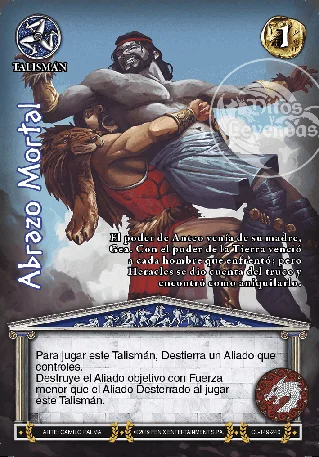 TALISMÁN
1
Mitos y Leyendas
Abrazo Mortal
El poder de Anteo venía de su madre,
Gea. Con el poder de la Tierra venció
a cada hombre que enfrentó; pero
Heracles se dio cuenta del truco y
encontró como aniquilarlo.
Para jugar este Talismán, Destierra un Aliado que
controles.
Destruye el Aliado objetivo con Fuerza
menor que el Aliado Desterrado al jugar
este Talismán.